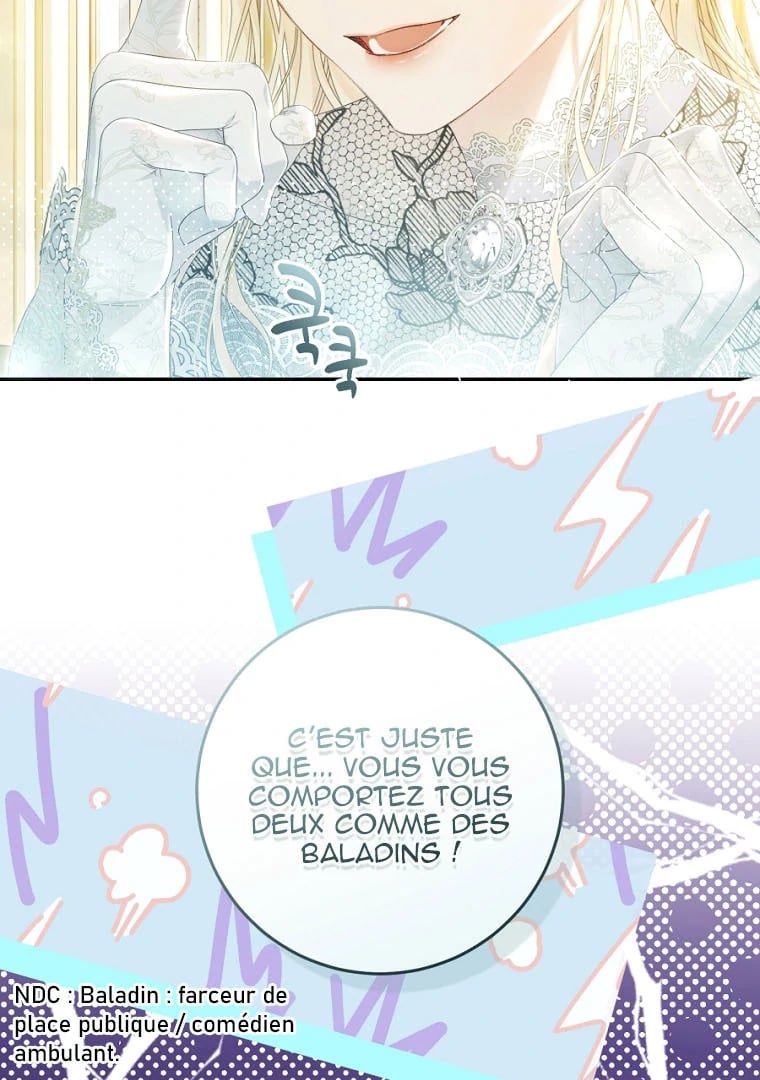 쿡
쿡
C'EST JUSTE
QUE... VOUS VOUS
COMPORTEZ TOUS
DEUX COMME DES
BALADINS !
NDC : Baladin : farceur de
place publique / comédien
ambulant.